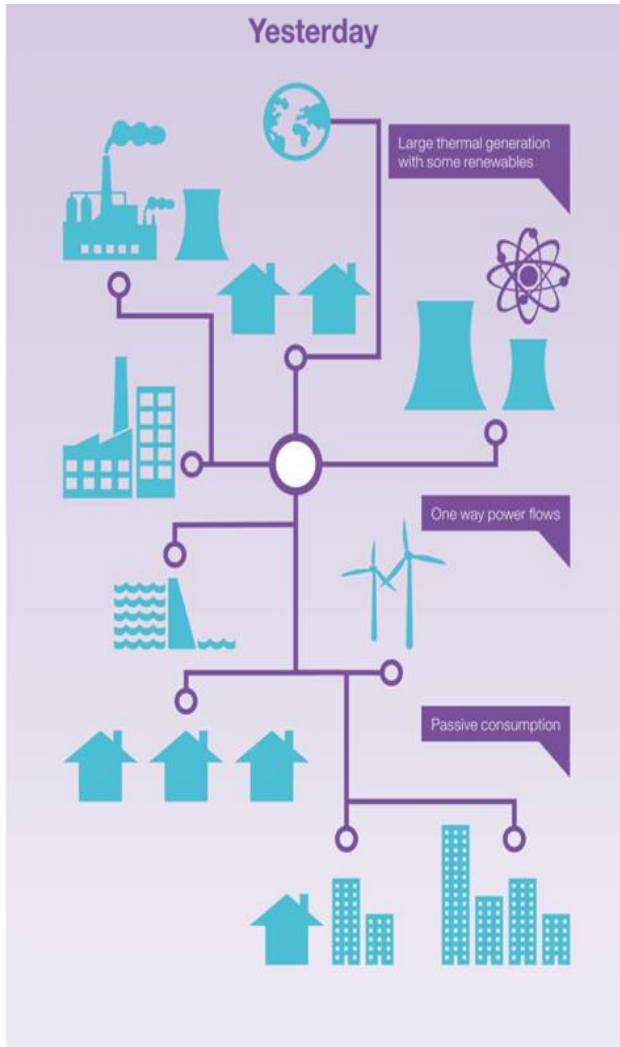 Yesterday
Large thermal generation
with some renewables
One way power flows
Passive consumption